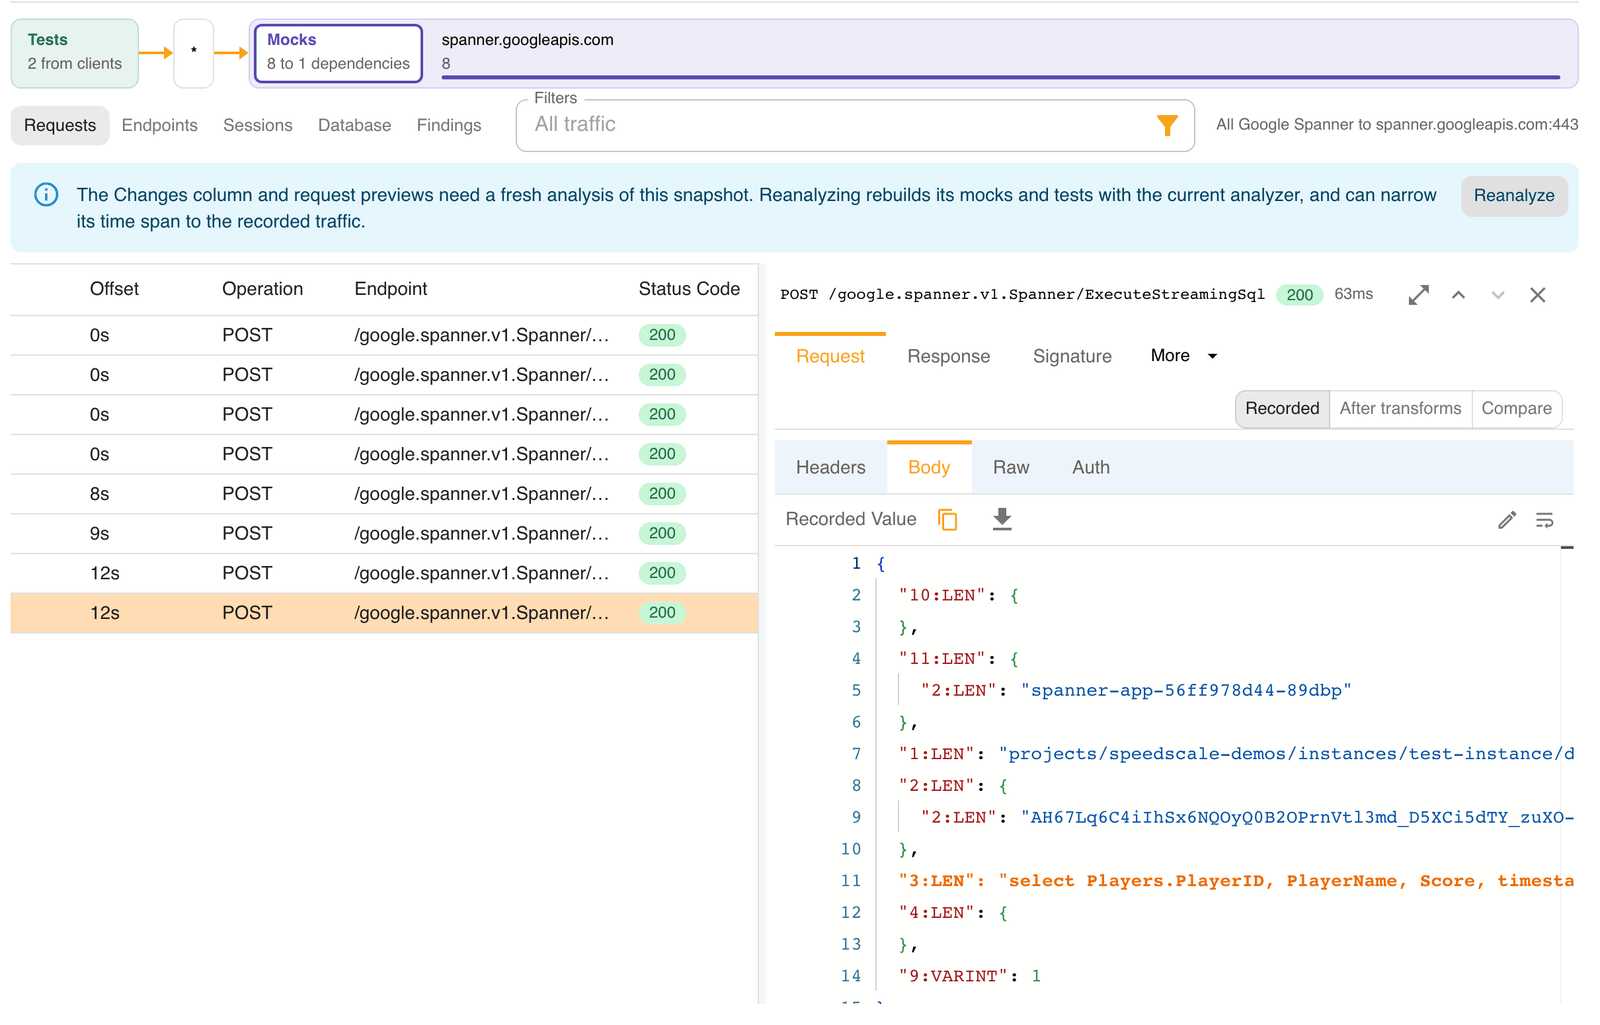 Tests
2 from clients
*
Mocks
8 to 1 dependencies
spanner.googleapis.com
8
Requests
Endpoints
Sessions
Database
Findings
Filters
All traffic
All Google Spanner to spanner.googleapis.com:443
The Changes column and request previews need a fresh analysis of this snapshot. Reanalyzing rebuilds its mocks and tests with the current analyzer, and can narrow
its time span to the recorded traffic.
Reanalyze
Offset Operation Endpoint Status Code
0s POST /google.spanner.v1.Spanner/... 200
0s POST /google.spanner.v1.Spanner/... 200
0s POST /google.spanner.v1.Spanner/... 200
0s POST /google.spanner.v1.Spanner/... 200
8s POST /google.spanner.v1.Spanner/... 200
9s POST /google.spanner.v1.Spanner/... 200
12s POST /google.spanner.v1.Spanner/... 200
12s POST /google.spanner.v1.Spanner/... 200
POST /google.spanner.v1.Spanner/ExecuteStreamingSql 200 63ms
Request Response Signature More
Recorded After transforms Compare
Headers Body Raw Auth
Recorded Value
1 {
2 "10:LEN": {
3 },
4 "11:LEN": {
5 "2:LEN": "spanner-app-56ff978d44-89dbp"
6 },
7 "1:LEN": "projects/speedscale-demos/instances/test-instance/d
8 "2:LEN": {
9 "2:LEN": "AH67Lq6C4iIhSx6NQOyQ0B2OPrnVtl3md_D5XCi5dTY_zuXO-
10 },
11 "3:LEN": "select Players.PlayerID, PlayerName, Score, timesta
12 "4:LEN": {
13 },
14 "9:VARINT": 1